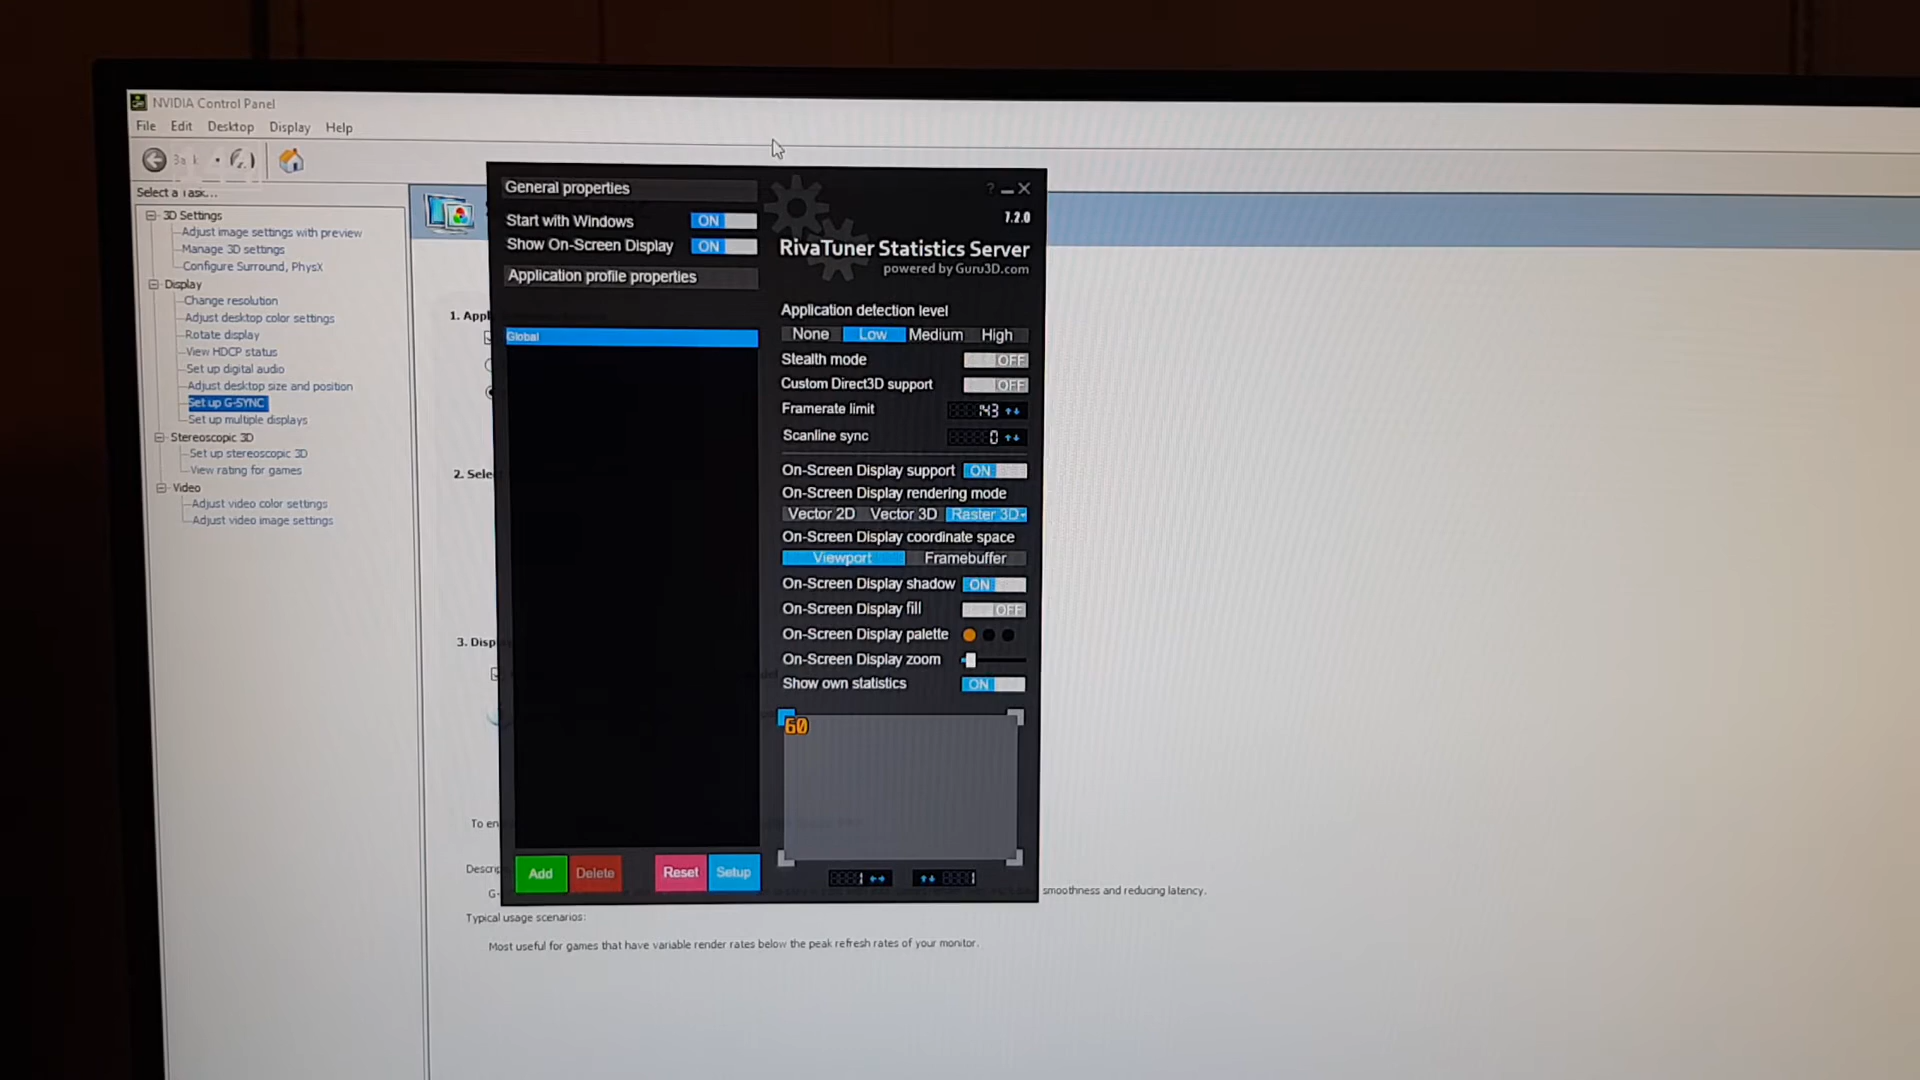 NVIDIA Control Panel
File Edit Desktop Display Help
Select a Task...
3D Settings
Adjust image settings with preview
Manage 3D settings
Configure Surround, PhysX
Display
Change resolution
Adjust desktop color settings
Rotate display
View HDCP status
Set up digital audio
Adjust desktop size and position
Set up G-SYNC
Set up multiple displays
Stereoscopic 3D
Set up stereoscopic 3D
View rating for games
Video
Adjust video color settings
Adjust video image settings
1. Appl
2. Selec
3. Displ
To en
Descrip
G-
smoothness and reducing latency.
Typical usage scenarios:
Most useful for games that have variable render rates below the peak refresh rates of your monitor.
General properties
Start with Windows ON
Show On-Screen Display ON
Application profile properties
Global
Add Delete Reset Setup
? 
7.2.0
RivaTuner Statistics Server
powered by Guru3D.com
Application detection level
None Low Medium High
Stealth mode OFF
Custom Direct3D support OFF
Framerate limit 143
Scanline sync 0
On-Screen Display support ON
On-Screen Display rendering mode
Vector 2D Vector 3D Raster 3D
On-Screen Display coordinate space
Viewport Framebuffer
On-Screen Display shadow ON
On-Screen Display fill OFF
On-Screen Display palette
On-Screen Display zoom
Show own statistics ON
60
1 1